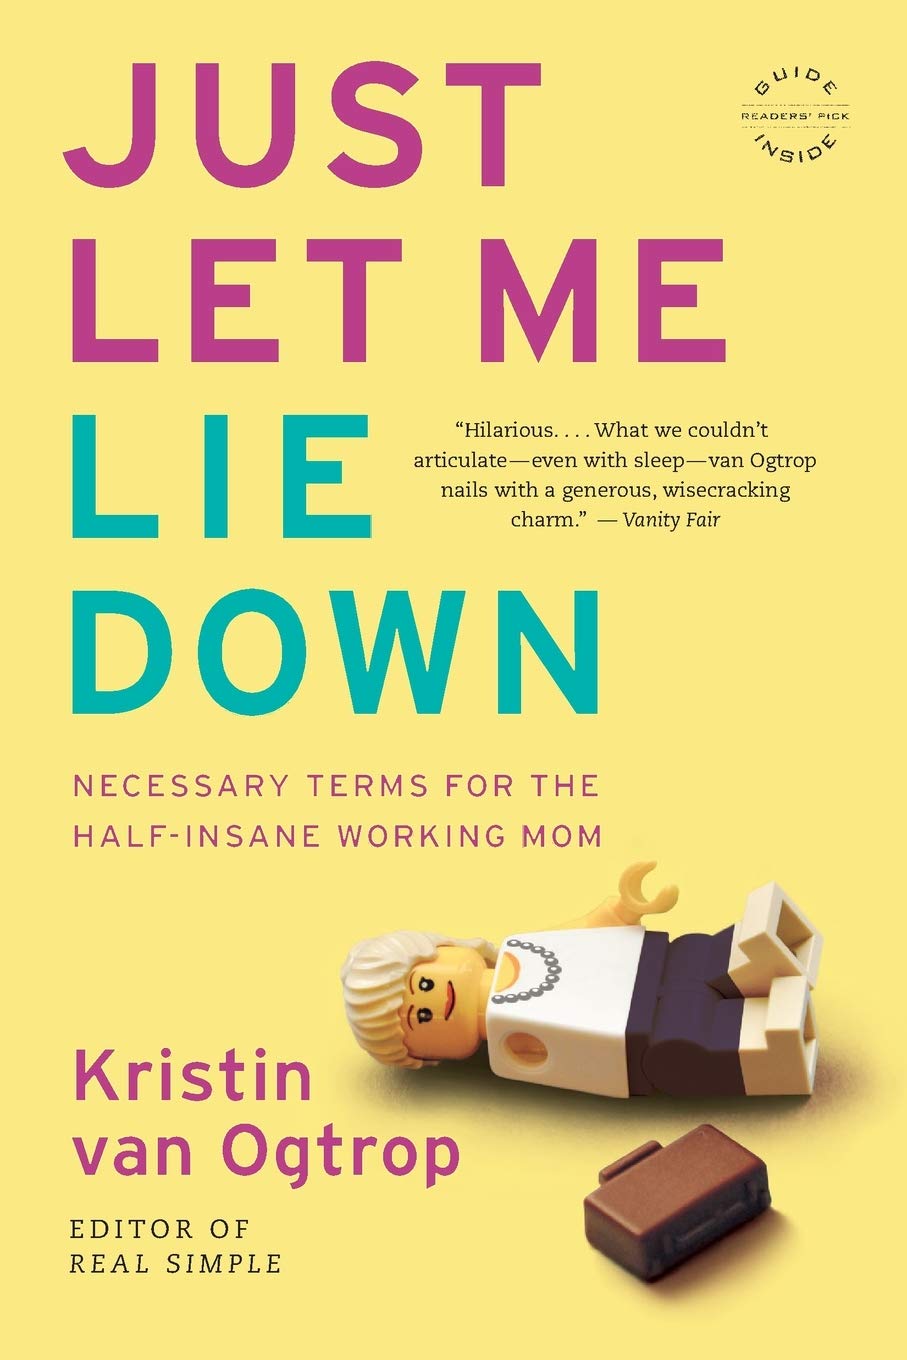 JUST
LET ME
LIE
DOWN
GUIDE
READERS' PICK
INSIDE
“Hilarious. . . . What we couldn’t
articulate—even with sleep—van Ogtrop
nails with a generous, wisecracking
charm.” — Vanity Fair
NECESSARY TERMS FOR THE
HALF-INSANE WORKING MOM
Kristin
van Ogtrop
EDITOR OF
REAL SIMPLE